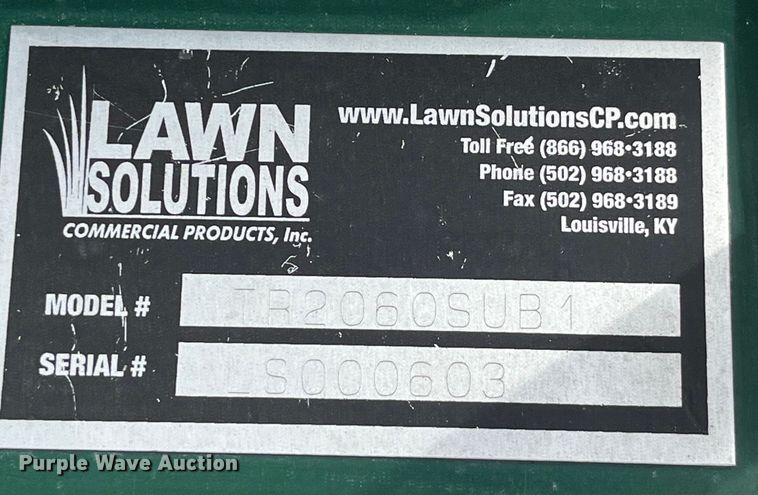 LAWN
SOLUTIONS
COMMERCIAL PRODUCTS, Inc.
www.LawnSolutionsCP.com
Toll Free (866) 968•3188
Phone (502) 968•3188
Fax (502) 968•3189
Louisville, KY
MODEL # TR2060SUB1
SERIAL # LS000603
Purple Wave Auction